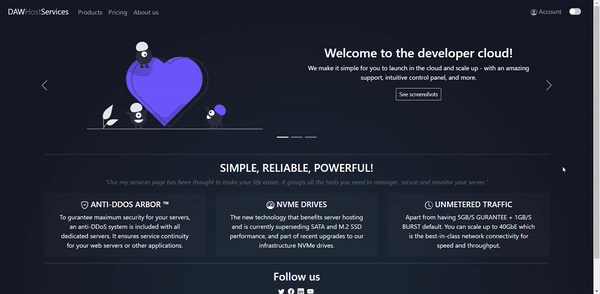 DAWHostServices Products Pricing About us Account
Welcome to the developer cloud!
We make it simple for you to launch in the cloud and scale up - with an amazing
support, intuitive control panel, and more.
See screenshots
SIMPLE, RELIABLE, POWERFUL!
"Our my services page has been thought to make your life easier. It groups all the tools you need to manager, secure and monitor your server."
ANTI-DDOS ARBOR ™
To gurantee maximum security for your servers,
an anti-DDoS system is included with all
dedicated servers. It ensures service continuity
for your web servers or other applications.
NVME DRIVES
The new technology that benefits server hosting
and is currently superseding SATA and M.2 SSD
performance, and part of recent upgrades to our
infrastructure NVMe drives.
UNMETERED TRAFFIC
Apart from having 5GB/S GURANTEE + 1GB/S
BURST default. You can scale up to 40GbE which
is the best-in-class network connectivity for
speed and throughput.
Follow us